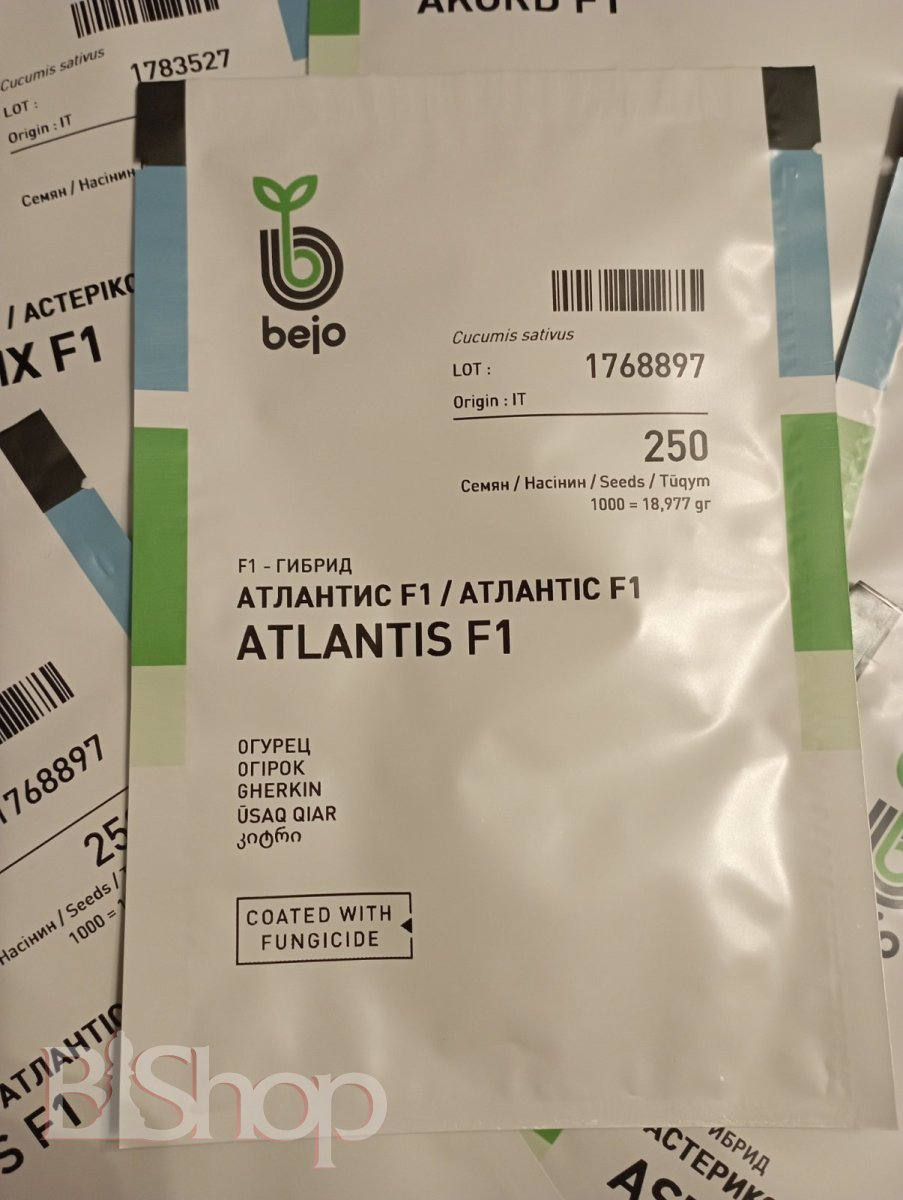 AKORD F1
Cucumis sativus
1783527
LOT :
Origin : IT
Семян / Насінин
/ АСТЕРІКС
IX F1
bejo
Cucumis sativus
LOT : 1768897
Origin : IT
250
Семян / Насінин / Seeds / Tūqym
1000 = 18,977 gr
F1 - ГИБРИД
АТЛАНТИС F1 / АТЛАНТІС F1
ATLANTIS F1
ОГУРЕЦ
ОГІРОК
GHERKIN
ŪSAQ QIAR
კიტრი
COATED WITH
FUNGICIDE
1768897
25
Насінин / Seeds /
1000 =
АТЛАНТІС
S F1
BiShop
ГИБРИД
АСТЕРИКС